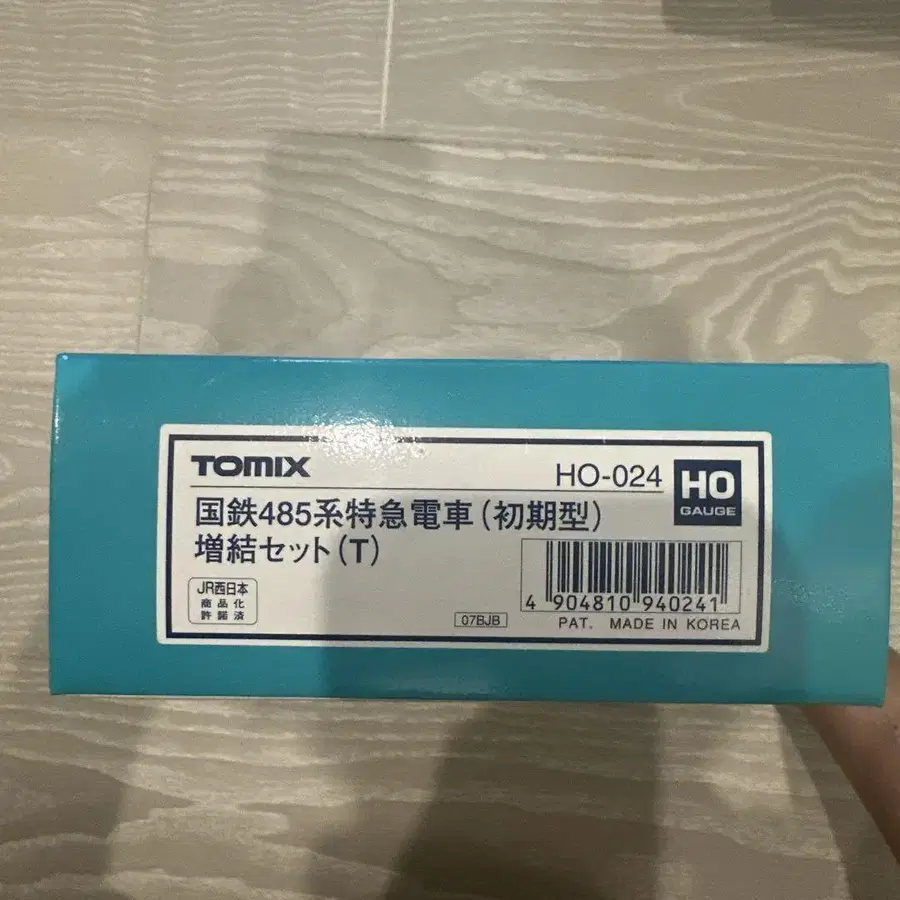 TOMIX
HO-024
HO
GAUGE
国鉄485系特急電車(初期型)
増結セット(T)
JR西日本
商品化
許諾済
07BJB
4 904810 940241
PAT. MADE IN KOREA